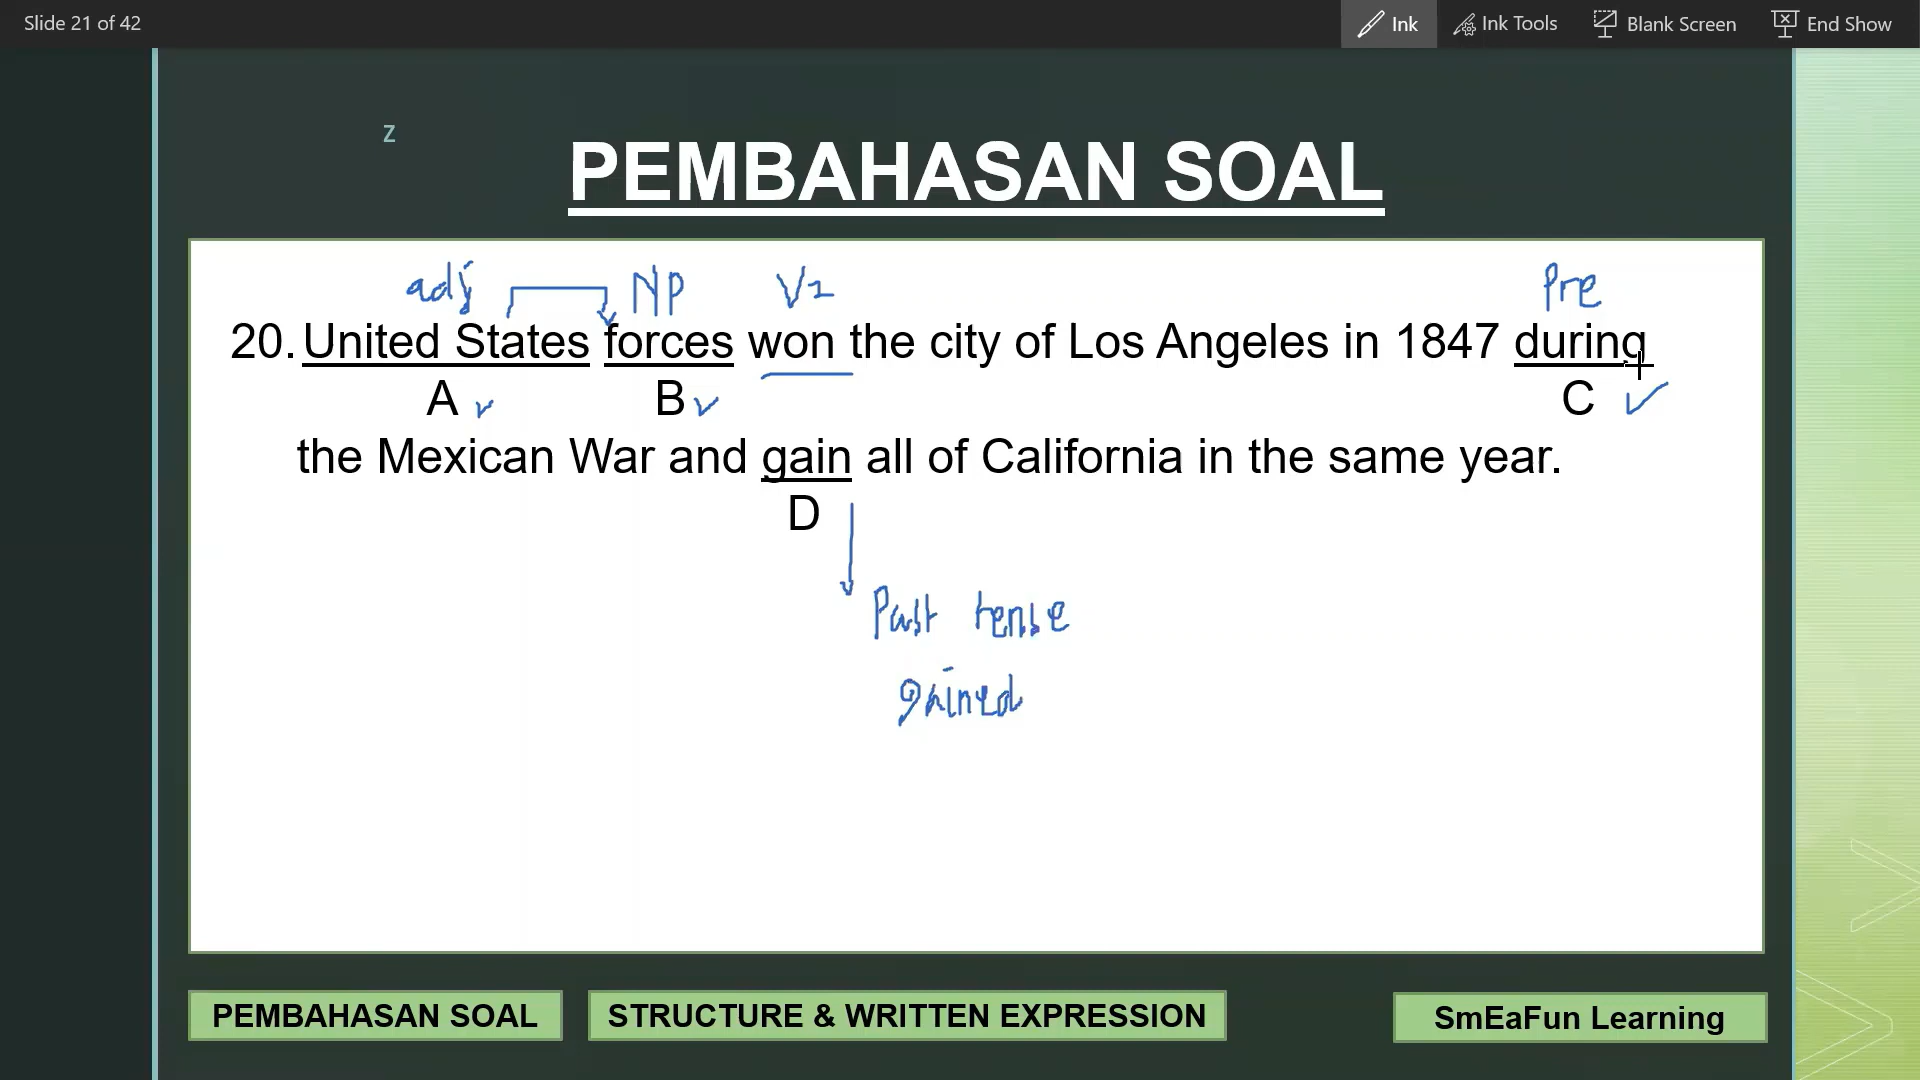 Slide 21 of 42
Ink
Ink Tools
Blank Screen
End Show
z
PEMBAHASAN SOAL
adj NP V2 Pre
20. United States forces won the city of Los Angeles in 1847 during
A B C
the Mexican War and gain all of California in the same year.
D
Past tense
gained
PEMBAHASAN SOAL
STRUCTURE & WRITTEN EXPRESSION
SmEaFun Learning